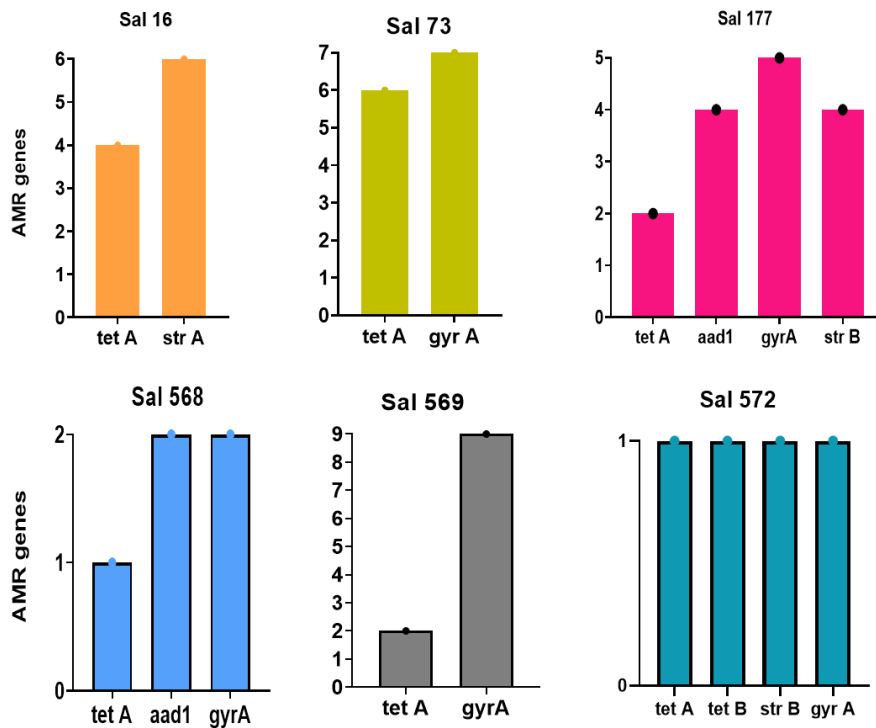 Sal 16
AMR genes
6
5
4
3
2
1
0
tet A str A
Sal 73
7
6
5
4
3
2
1
0
tet A gyr A
Sal 177
5
4
3
2
1
0
tet A aad1 gyrA str B
Sal 568
AMR genes
2
1
0
tet A aad1 gyrA
Sal 569
9
8
7
6
5
4
3
2
1
0
tet A gyrA
Sal 572
1
0
tet A tet B str B gyr A